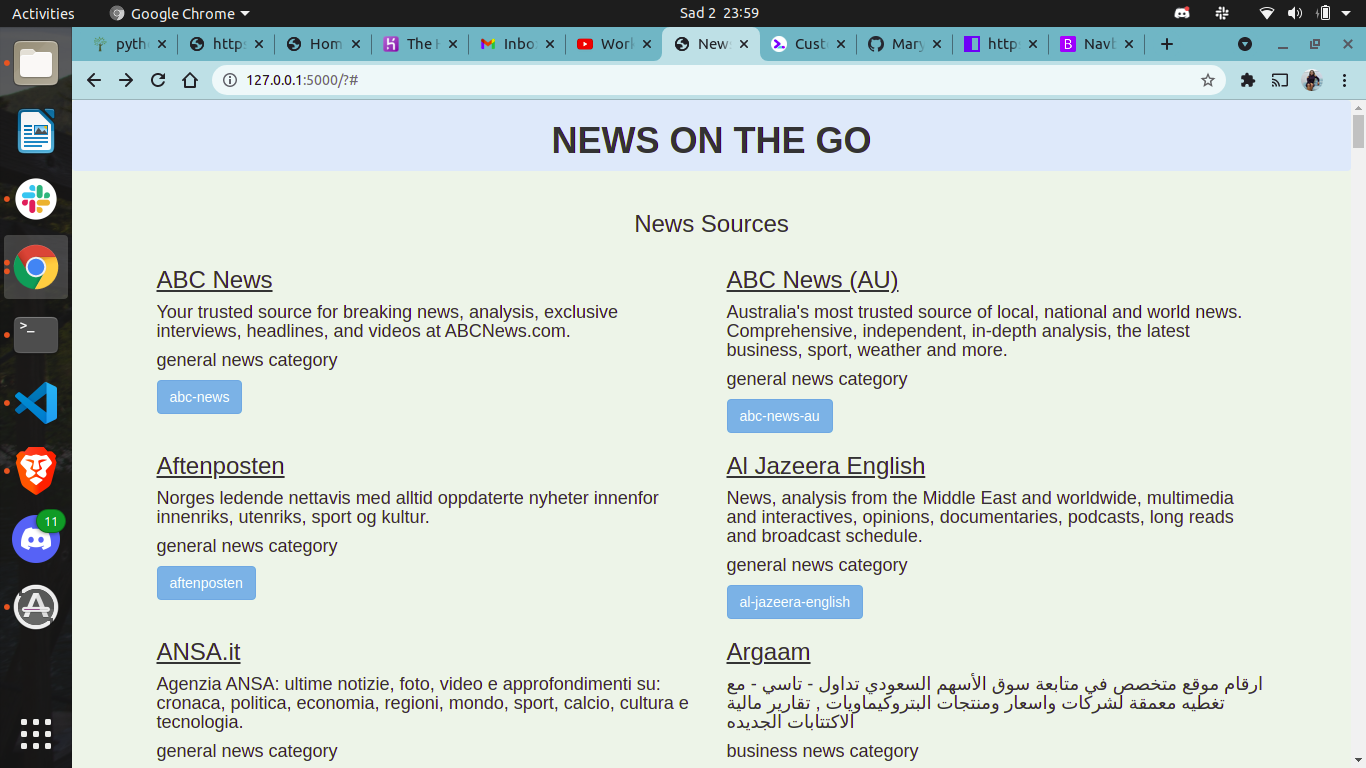 Activities
Google Chrome
Sad 2 23:59
pyth
http
Hom
The H
Inbo
Work
News
Custo
Mary
http
Navb
127.0.0.1:5000/?#
NEWS ON THE GO
News Sources
ABC News
Your trusted source for breaking news, analysis, exclusive
interviews, headlines, and videos at ABCNews.com.
general news category
abc-news
ABC News (AU)
Australia's most trusted source of local, national and world news.
Comprehensive, independent, in-depth analysis, the latest
business, sport, weather and more.
general news category
abc-news-au
Aftenposten
Norges ledende nettavis med alltid oppdaterte nyheter innenfor
innenriks, utenriks, sport og kultur.
general news category
aftenposten
Al Jazeera English
News, analysis from the Middle East and worldwide, multimedia
and interactives, opinions, documentaries, podcasts, long reads
and broadcast schedule.
general news category
al-jazeera-english
ANSA.it
Agenzia ANSA: ultime notizie, foto, video e approfondimenti su:
cronaca, politica, economia, regioni, mondo, sport, calcio, cultura e
tecnologia.
general news category
Argaam
ارقام موقع متخصص في متابعة سوق الأسهم السعودي تداول - تاسي - مع
تغطيه معمقة لشركات واسعار ومنتجات البتروكيماويات , تقارير مالية
الاكتتابات الجديده
business news category
11